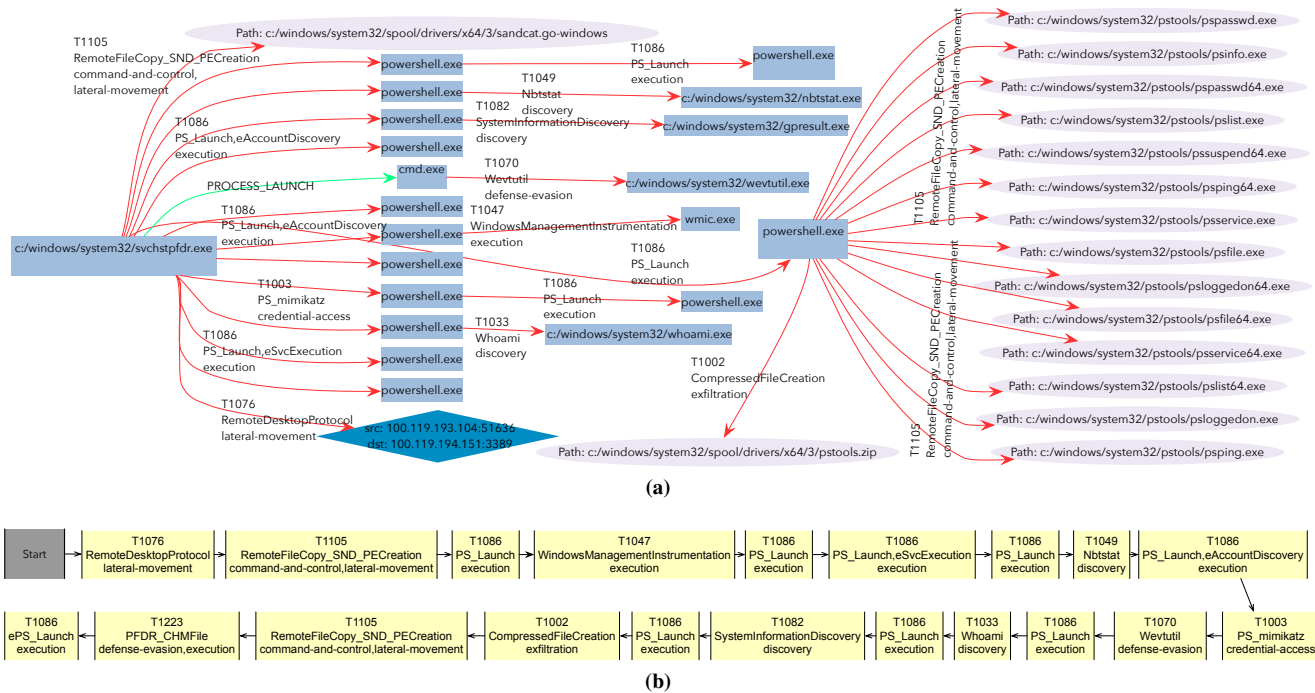 T1105
RemoteFileCopy_SND_PECreation
command-and-control,
lateral-movement
Path: c:/windows/system32/spool/drivers/x64/3/sandcat.go-windows
powershell.exe
T1086
PS_Launch
execution
powershell.exe
powershell.exe
T1049
Nbtstat
discovery
c:/windows/system32/nbtstat.exe
T1086
PS_Launch,eAccountDiscovery
execution
powershell.exe
T1082
SystemInformationDiscovery
discovery
c:/windows/system32/gpresult.exe
powershell.exe
PROCESS_LAUNCH
cmd.exe
T1070
Wevtutil
defense-evasion
c:/windows/system32/wevtutil.exe
T1086
PS_Launch,eAccountDiscovery
execution
powershell.exe
c:/windows/system32/svchstpfdr.exe
powershell.exe
T1047
WindowsManagementInstrumentation
execution
wmic.exe
powershell.exe
T1086
PS_Launch
execution
powershell.exe
T1003
PS_mimikatz
credential-access
powershell.exe
T1086
PS_Launch
execution
powershell.exe
T1086
PS_Launch,eSvcExecution
execution
powershell.exe
T1033
Whoami
discovery
c:/windows/system32/whoami.exe
powershell.exe
powershell.exe
T1076
RemoteDesktopProtocol
lateral-movement
src: 100.119.193.104:51636
dst: 100.119.194.151:3389
T1002
CompressedFileCreation
exfiltration
Path: c:/windows/system32/spool/drivers/x64/3/pstools.zip
T1105
RemoteFileCopy_SND_PECreation
command-and-control,lateral-movement
T1105
RemoteFileCopy_SND_PECreation
command-and-control,lateral-movement
Path: c:/windows/system32/pstools/pspasswd.exe
Path: c:/windows/system32/pstools/psinfo.exe
Path: c:/windows/system32/pstools/pspasswd64.exe
Path: c:/windows/system32/pstools/pslist.exe
Path: c:/windows/system32/pstools/pssuspend64.exe
Path: c:/windows/system32/pstools/psping64.exe
Path: c:/windows/system32/pstools/psservice.exe
Path: c:/windows/system32/pstools/psfile.exe
Path: c:/windows/system32/pstools/psloggedon64.exe
Path: c:/windows/system32/pstools/psfile64.exe
Path: c:/windows/system32/pstools/psservice64.exe
Path: c:/windows/system32/pstools/pslist64.exe
Path: c:/windows/system32/pstools/psloggedon.exe
Path: c:/windows/system32/pstools/psping.exe
(a)
Start
T1076
RemoteDesktopProtocol
lateral-movement
T1105
RemoteFileCopy_SND_PECreation
command-and-control,lateral-movement
T1086
PS_Launch
execution
T1047
WindowsManagementInstrumentation
execution
T1086
PS_Launch
execution
T1086
PS_Launch,eSvcExecution
execution
T1086
PS_Launch
execution
T1049
Nbtstat
discovery
T1086
PS_Launch,eAccountDiscovery
execution
T1086
ePS_Launch
execution
T1223
PFDR_CHMFile
defense-evasion,execution
T1105
RemoteFileCopy_SND_PECreation
command-and-control,lateral-movement
T1002
CompressedFileCreation
exfiltration
T1086
PS_Launch
execution
T1082
SystemInformationDiscovery
discovery
T1086
PS_Launch
execution
T1033
Whoami
discovery
T1086
PS_Launch
execution
T1070
Wevtutil
defense-evasion
T1003
PS_mimikatz
credential-access
(b)